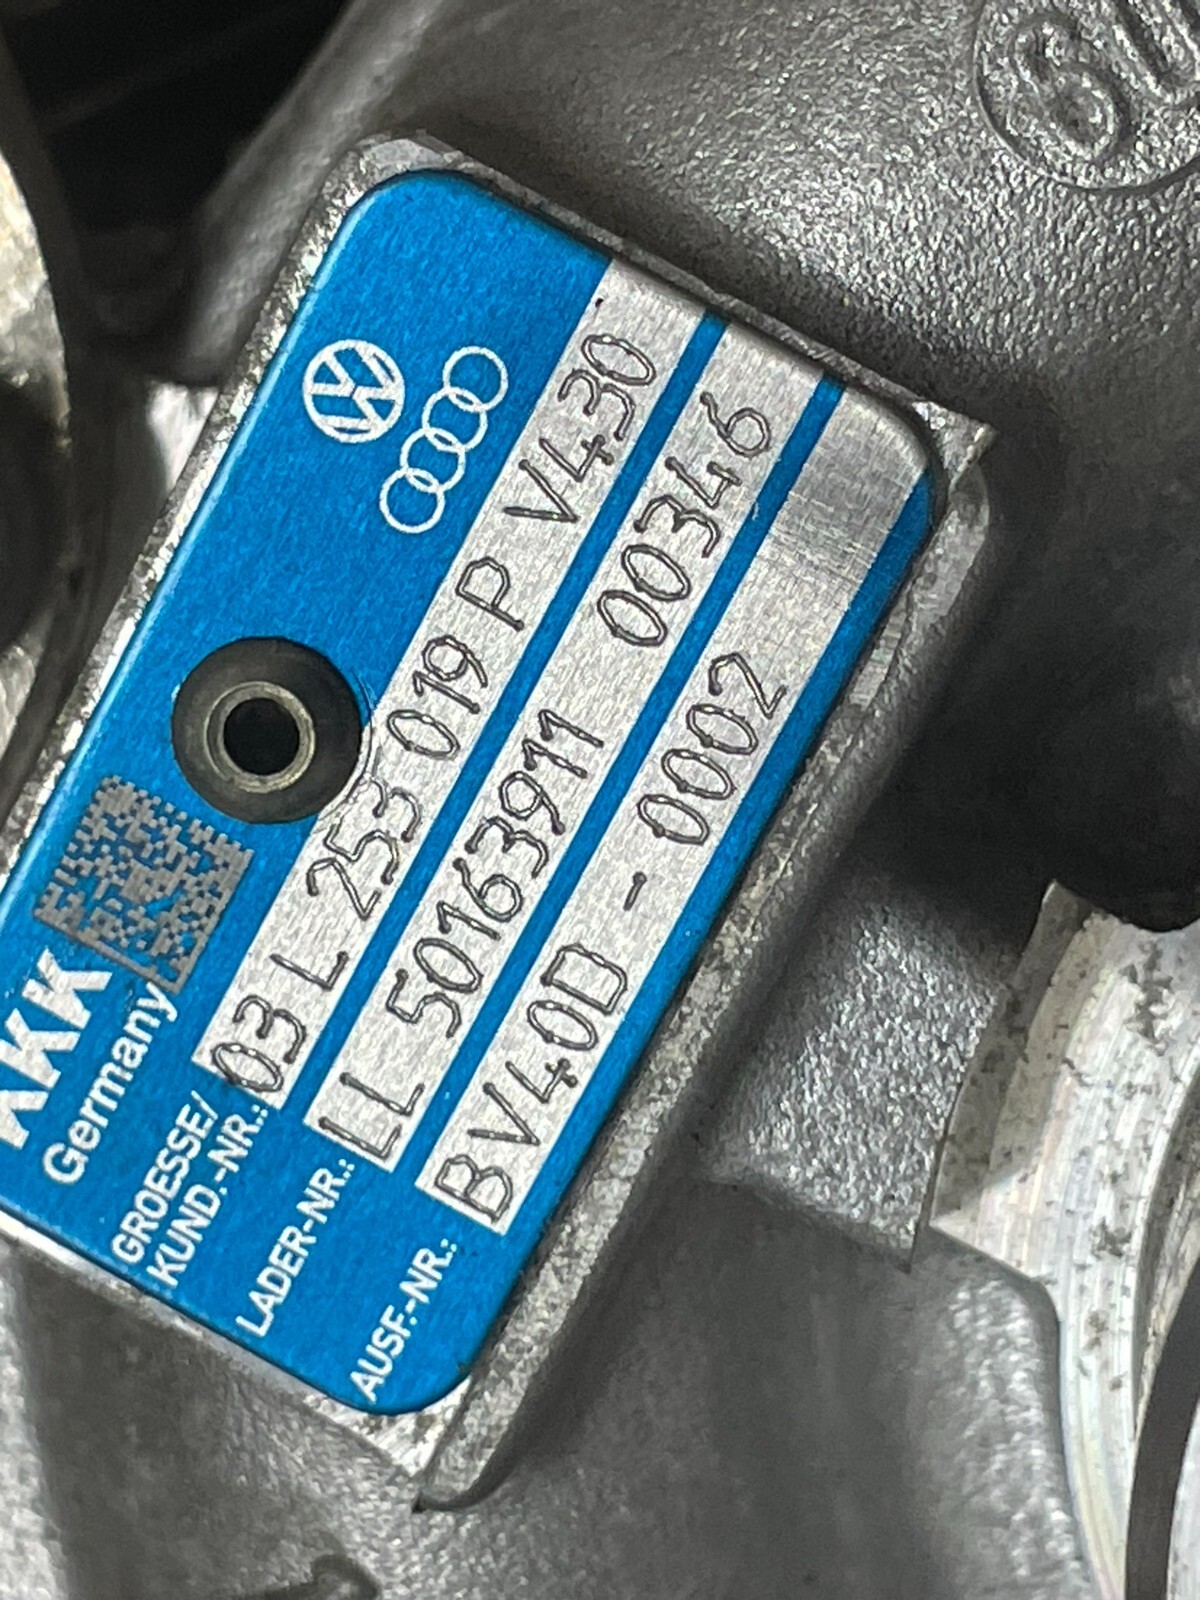 KKK
Germany
GROESSE/
KUND.-NR.: 03 L 253 019 P V430
LADER-NR.: LL 50163911 00346
AUSF.-NR.: BV40D - 0002